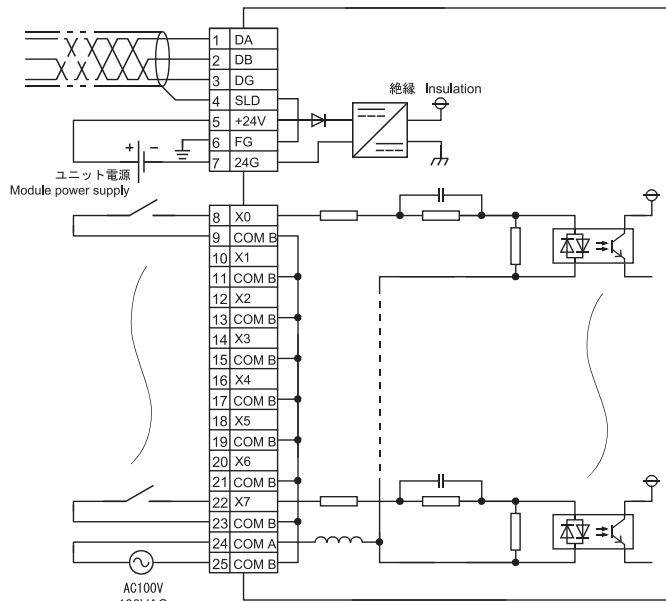 1 DA
2 DB
3 DG
4 SLD
5 +24V
6 FG
7 24G
絶縁 Insulation
+ −
ユニット電源
Module power supply
8 X0
9 COM B
10 X1
11 COM B
12 X2
13 COM B
14 X3
15 COM B
16 X4
17 COM B
18 X5
19 COM B
20 X6
21 COM B
22 X7
23 COM B
24 COM A
25 COM B
AC100V
100VAC